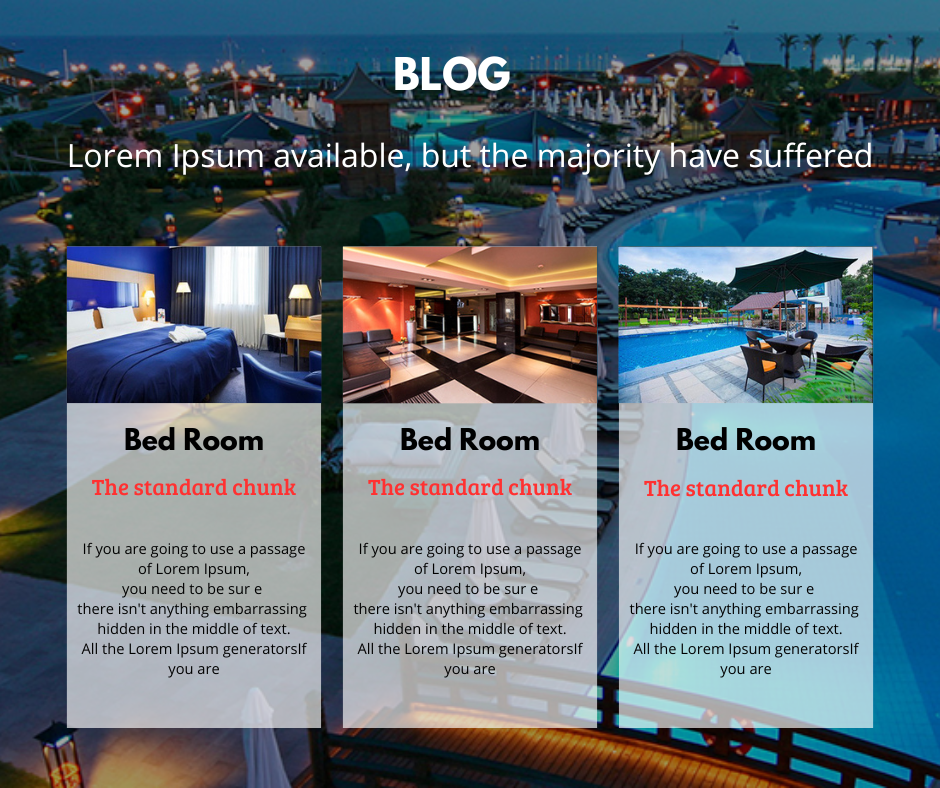 BLOG
Lorem Ipsum available, but the majority have suffered
Bed Room
The standard chunk
If you are going to use a passage
of Lorem Ipsum,
you need to be sur e
there isn't anything embarrassing
hidden in the middle of text.
All the Lorem Ipsum generatorsIf
you are
Bed Room
The standard chunk
If you are going to use a passage
of Lorem Ipsum,
you need to be sur e
there isn't anything embarrassing
hidden in the middle of text.
All the Lorem Ipsum generatorsIf
you are
Bed Room
The standard chunk
If you are going to use a passage
of Lorem Ipsum,
you need to be sur e
there isn't anything embarrassing
hidden in the middle of text.
All the Lorem Ipsum generatorsIf
you are